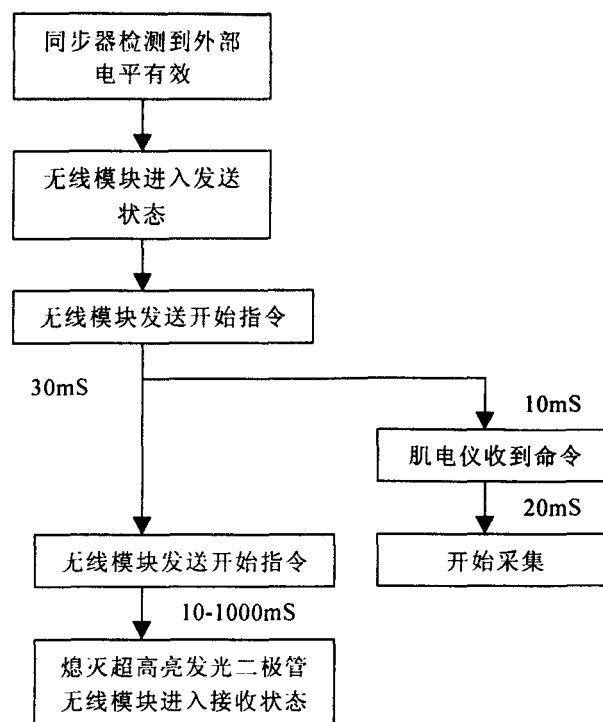 同步器检测到外部
电平有效
无线模块进入发送
状态
无线模块发送开始指令
30mS
10mS
肌电仪收到命令
20mS
无线模块发送开始指令
开始采集
10-1000mS
熄灭超高亮发光二极管
无线模块进入接收状态